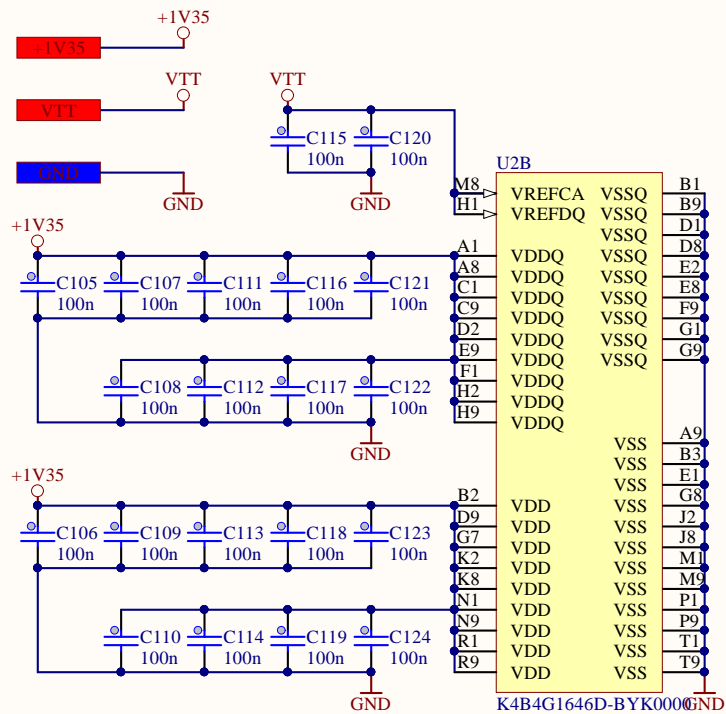 +1V35
+1V35
VTT
VTT
VTT
GND
GND
C115
100n
C120
100n
GND
U2B
M8 VREFCA VSSQ B1
H1 VREFDQ VSSQ B9
VSSQ D1
A1 VDDQ VSSQ D8
A8 VDDQ VSSQ E2
C1 VDDQ VSSQ E8
C9 VDDQ VSSQ F9
D2 VDDQ VSSQ G1
E9 VDDQ VSSQ G9
F1 VDDQ
H2 VDDQ
H9 VDDQ
VSS A9
VSS B3
VSS E1
B2 VDD VSS G8
D9 VDD VSS J2
G7 VDD VSS J8
K2 VDD VSS M1
K8 VDD VSS M9
N1 VDD VSS P1
N9 VDD VSS P9
R1 VDD VSS T1
R9 VDD VSS T9
K4B4G1646D-BYK0000
GND
+1V35
C105 C107 C111 C116 C121
100n 100n 100n 100n 100n
C108 C112 C117 C122
100n 100n 100n 100n
GND
+1V35
C106 C109 C113 C118 C123
100n 100n 100n 100n 100n
C110 C114 C119 C124
100n 100n 100n 100n
GND